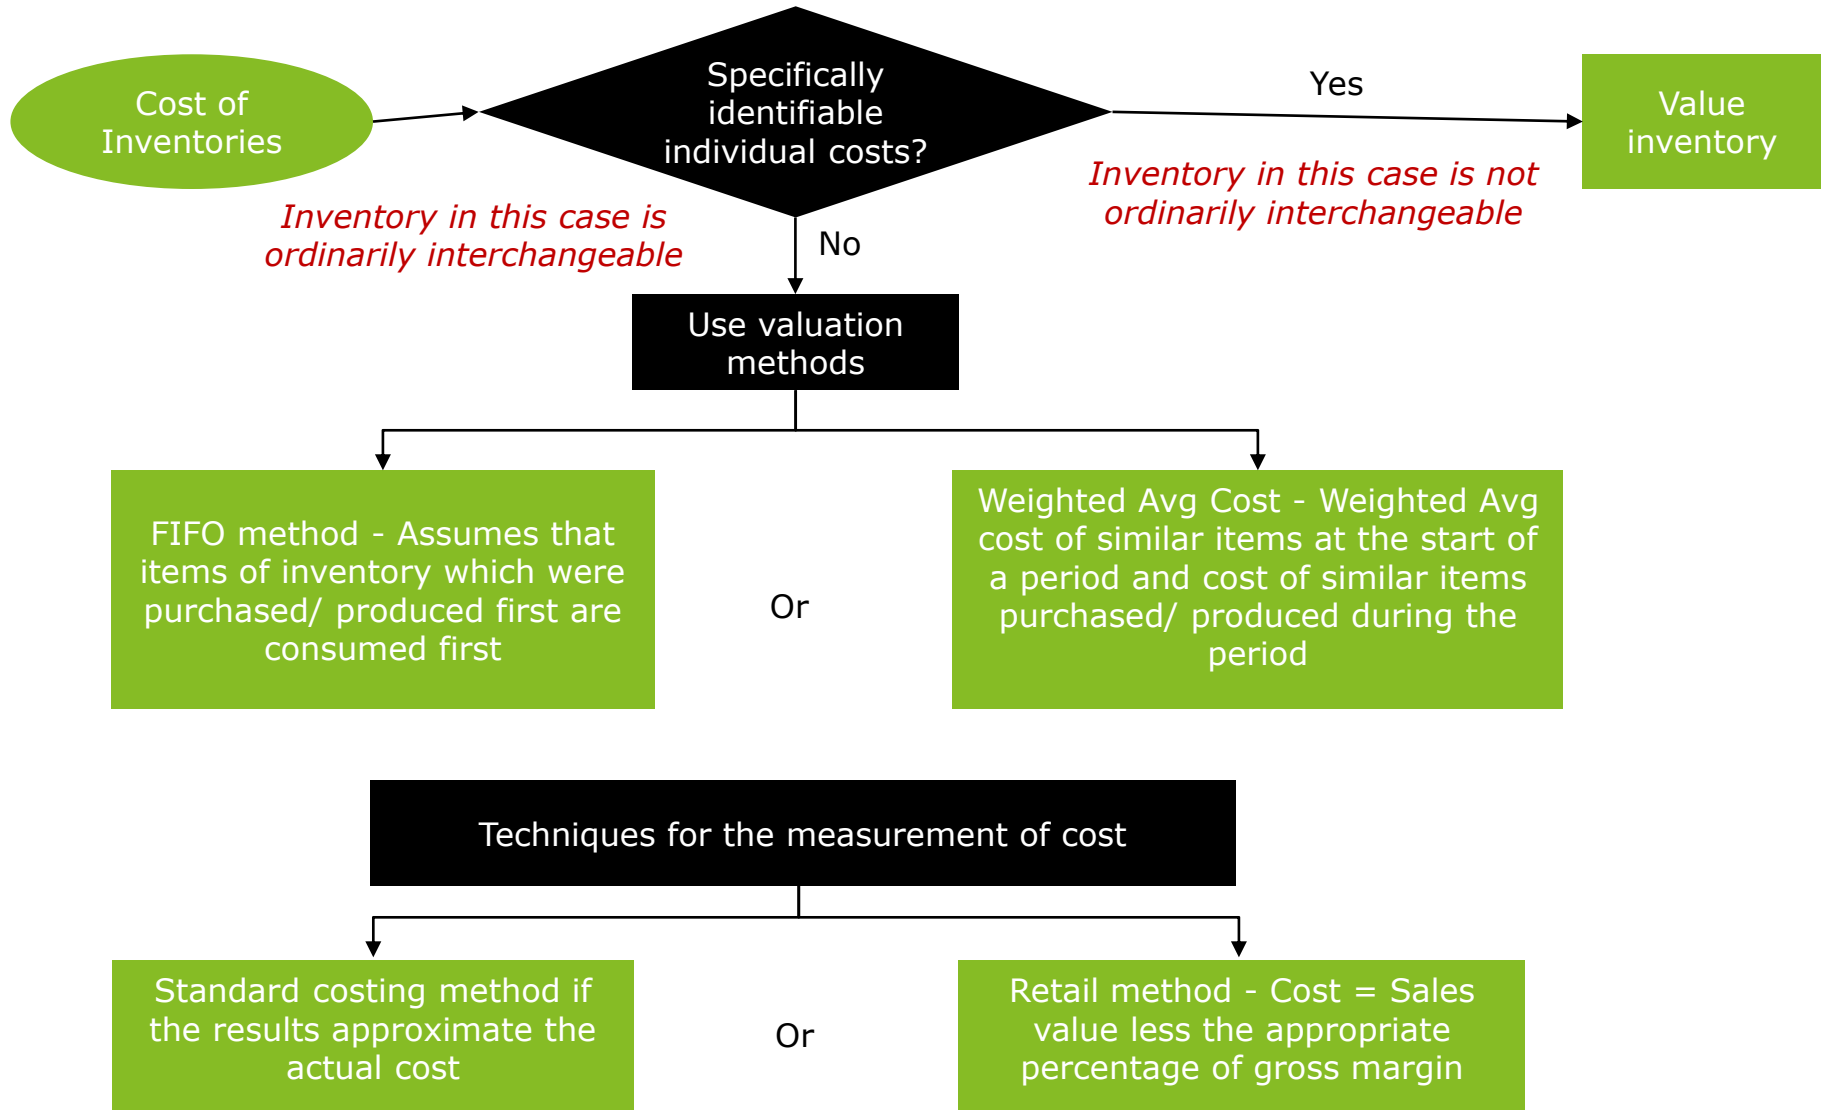 Cost of
Inventories
Specifically
identifiable
individual costs?
Yes
Value
inventory
Inventory in this case is not
ordinarily interchangeable
Inventory in this case is
ordinarily interchangeable
No
Use valuation
methods
FIFO method - Assumes that
items of inventory which were
purchased/ produced first are
consumed first
Or
Weighted Avg Cost - Weighted Avg
cost of similar items at the start of
a period and cost of similar items
purchased/ produced during the
period
Techniques for the measurement of cost
Standard costing method if
the results approximate the
actual cost
Or
Retail method - Cost = Sales
value less the appropriate
percentage of gross margin